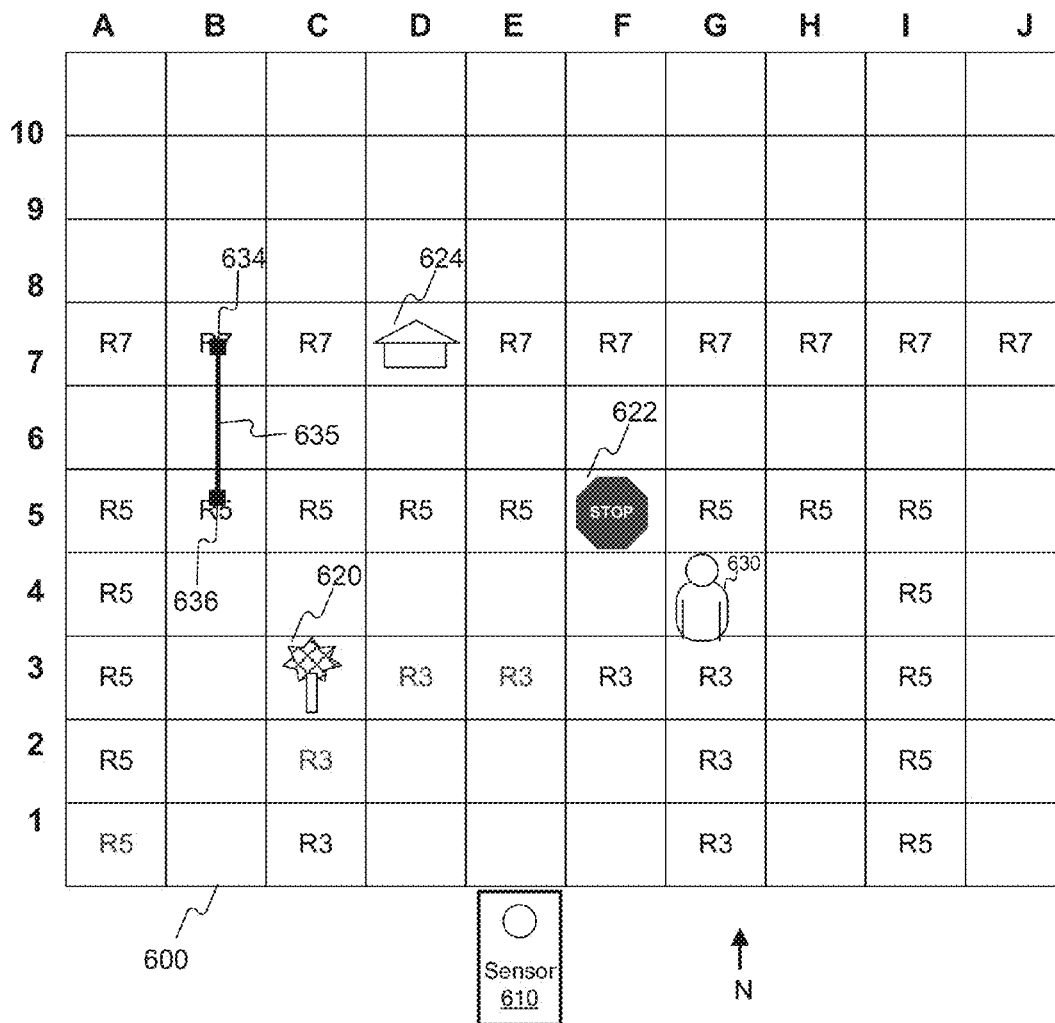 A B C D E F G H I J
10
9
634 624
8
R7 R7 R7 R7 R7 R7 R7 R7 R7
7
622
6 635
R5 R5 R5 R5 R5 STOP R5 R5 R5
5
630
620
4 R5 636 R5
3 R5 R3 R3 R3 R3 R5
2 R5 R3 R3 R5
1 R5 R3 R3 R5
600
Sensor
610
N